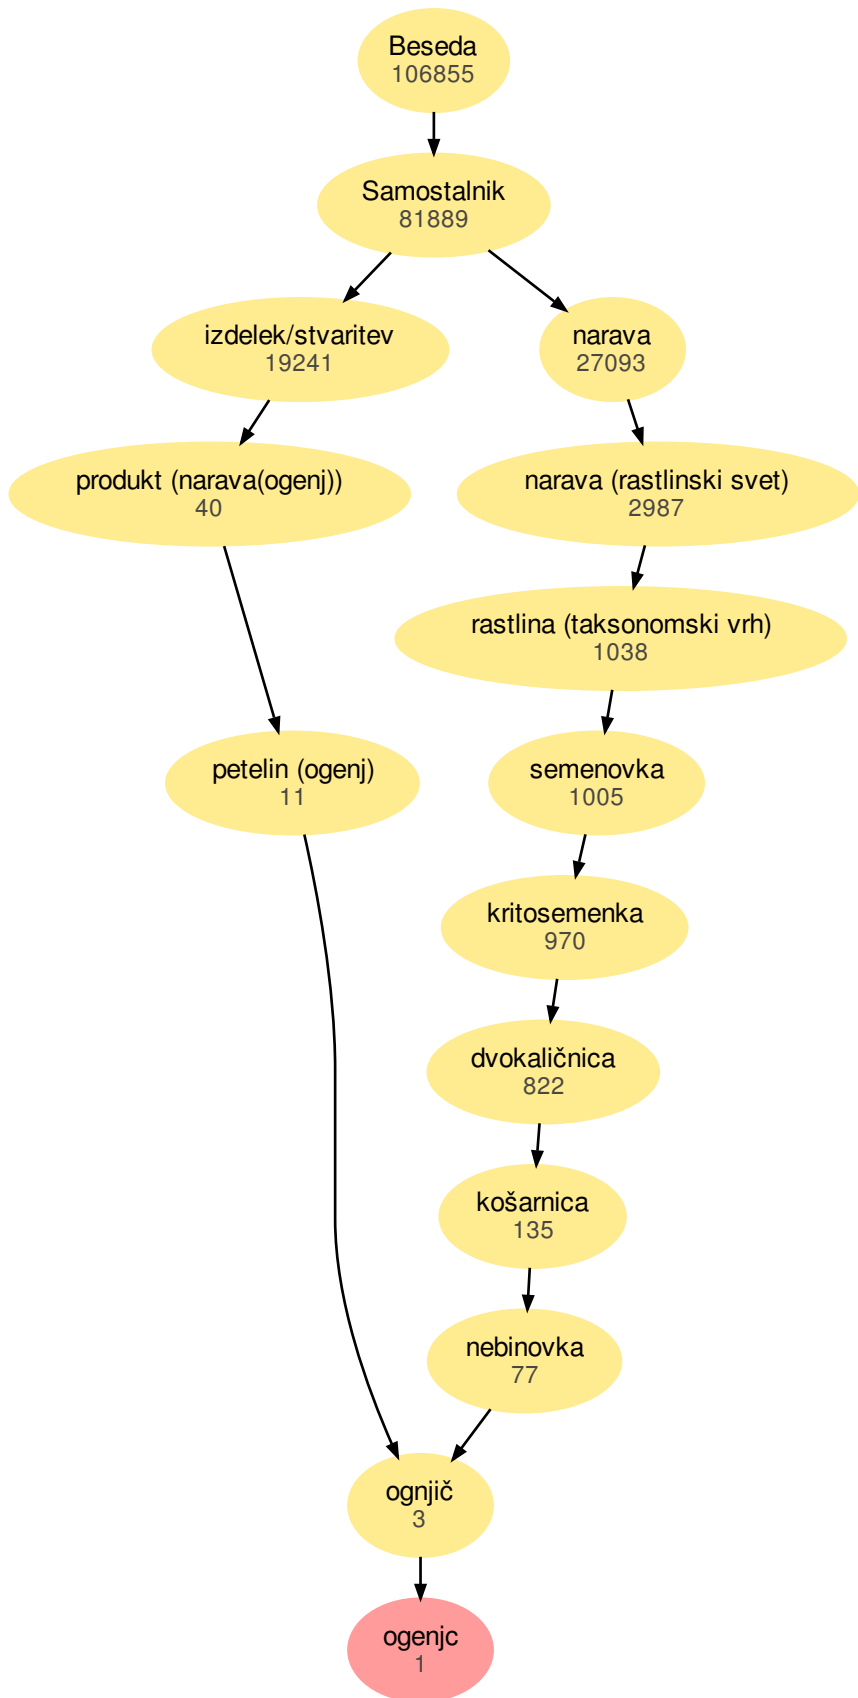 Beseda
106855
Samostalnik
81889
izdelek/stvaritev
19241
narava
27093
produkt (narava(ogenj))
40
narava (rastlinski svet)
2987
rastlina (taksonomski vrh)
1038
petelin (ogenj)
11
semenovka
1005
kritosemenka
970
dvokaličnica
822
košarnica
135
nebinovka
77
ognjič
3
ogenjc
1